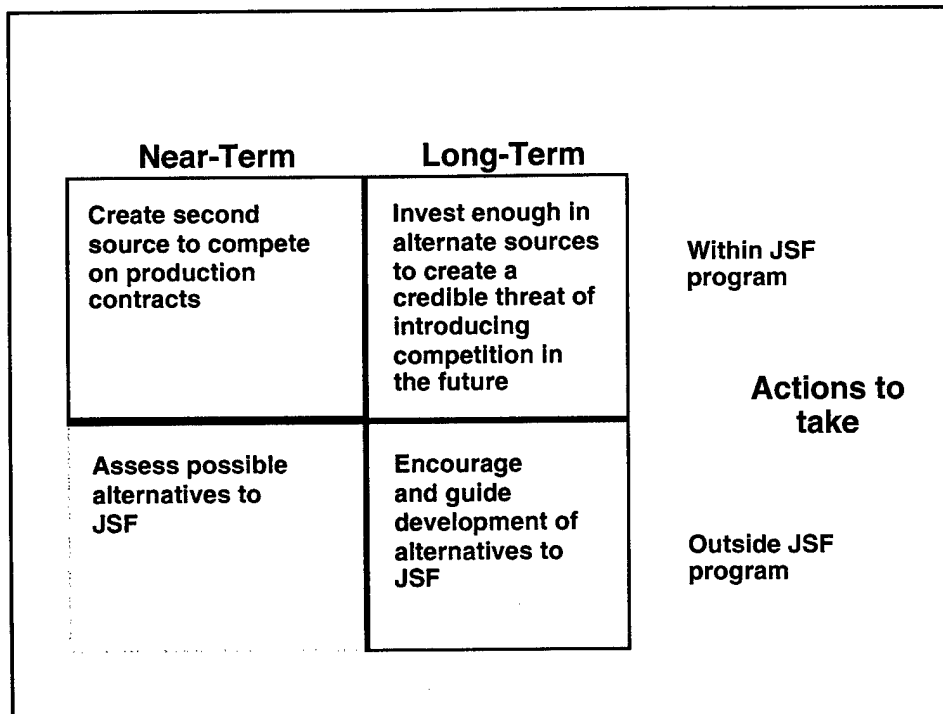 Near-Term
Long-Term
Create second
source to compete
on production
contracts
Invest enough in
alternate sources
to create a
credible threat of
introducing
competition in
the future
Within JSF
program
Actions to
take
Assess possible
alternatives to
JSF
Encourage
and guide
development of
alternatives to
JSF
Outside JSF
program